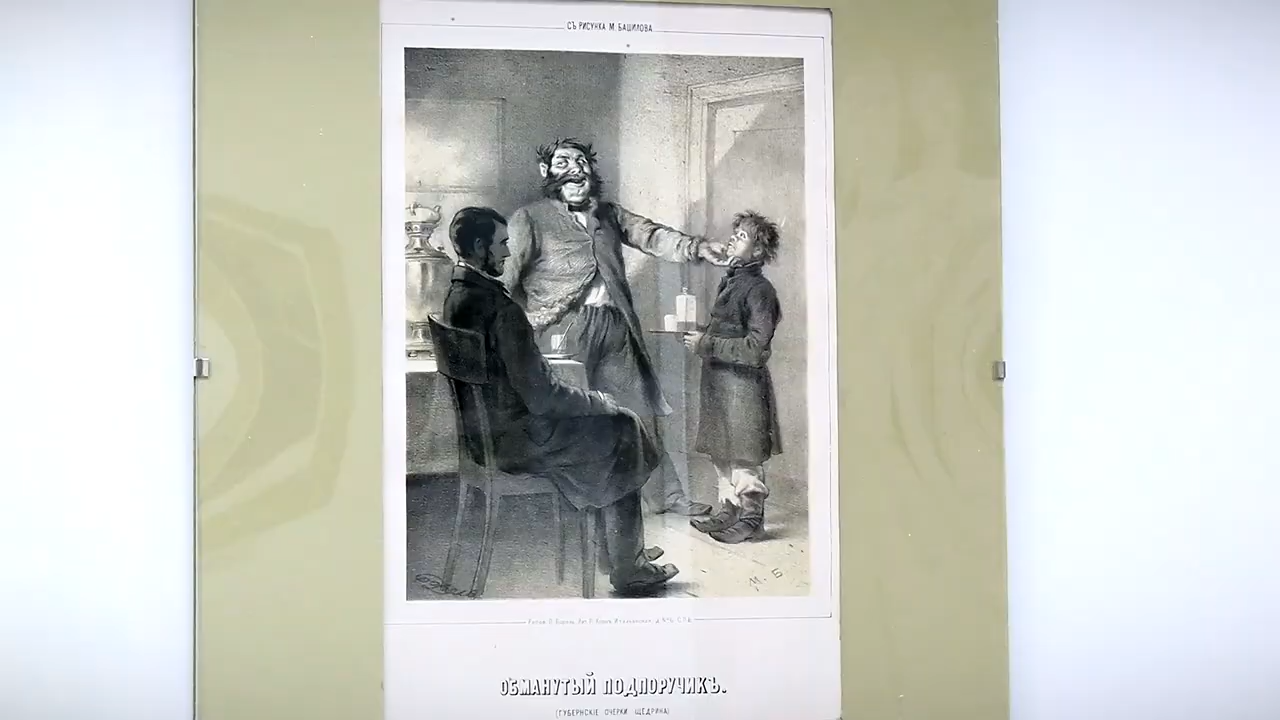 СЪ РИСУНКА М. БАШИЛОВА
М. Б
ОБМАНУТЫЙ ПОДПОРУЧИКЪ.
(ГУБЕРНСКІЕ ОЧЕРКИ ЩЕДРИНА)